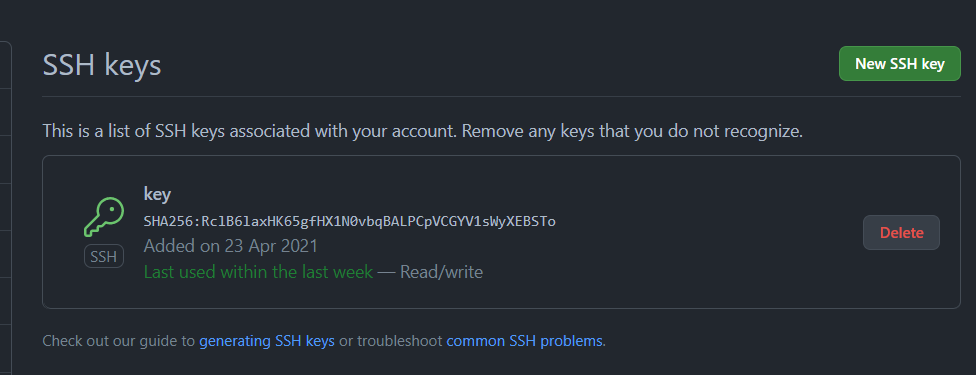 SSH keys
New SSH key
This is a list of SSH keys associated with your account. Remove any keys that you do not recognize.
key
SHA256:RclB6laxHK65gfHX1N0vbqBALPCpVCGYV1sWyXEBSTo
Added on 23 Apr 2021
Last used within the last week — Read/write
SSH
Delete
Check out our guide to generating SSH keys or troubleshoot common SSH problems.